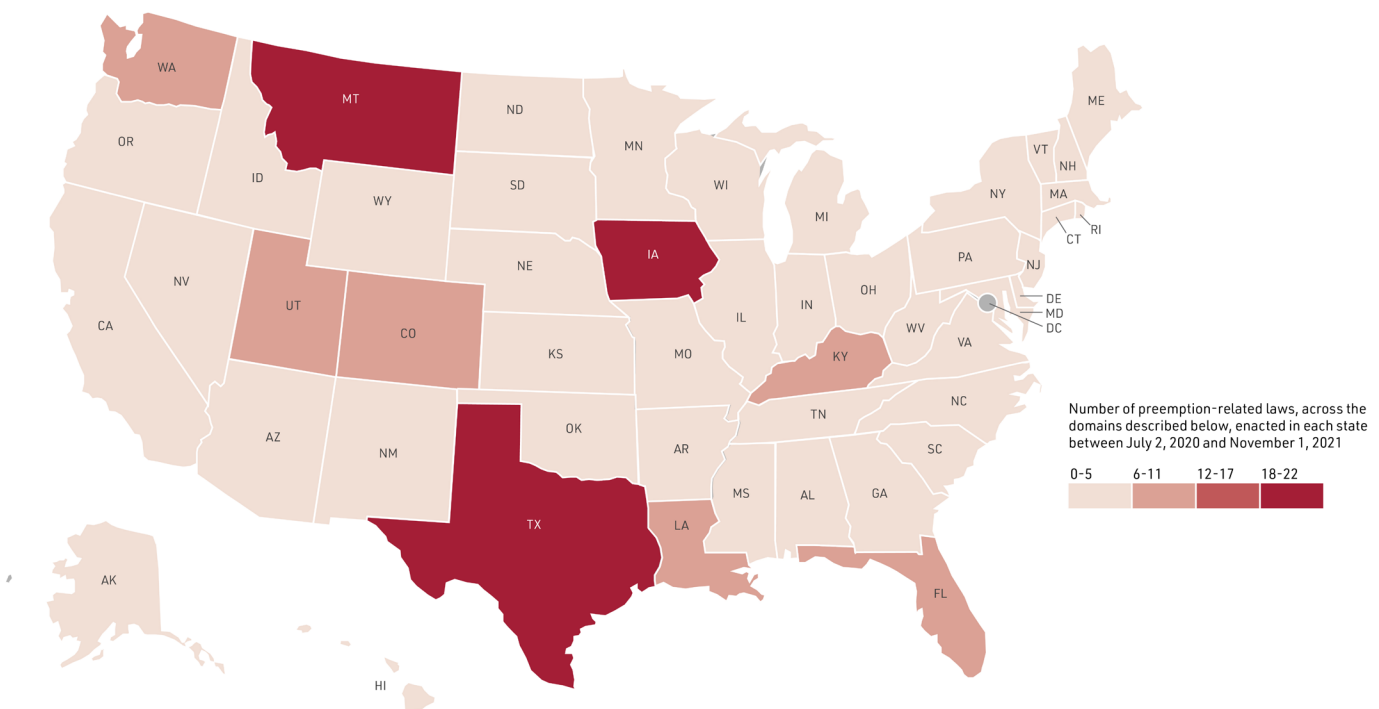 WA
MT
ND
MN
ME
OR
ID
SD
WI
VT
NH
WY
MI
NY
MA
RI
CT
IA
NE
PA
NJ
NV
UT
CO
IL
IN
OH
DE
MD
DC
WV
VA
CA
KS
MO
KY
AZ
NM
OK
AR
TN
NC
SC
MS
AL
GA
TX
LA
FL
AK
HI
Number of preemption-related laws, across the
domains described below, enacted in each state
between July 2, 2020 and November 1, 2021
0-5 6-11 12-17 18-22